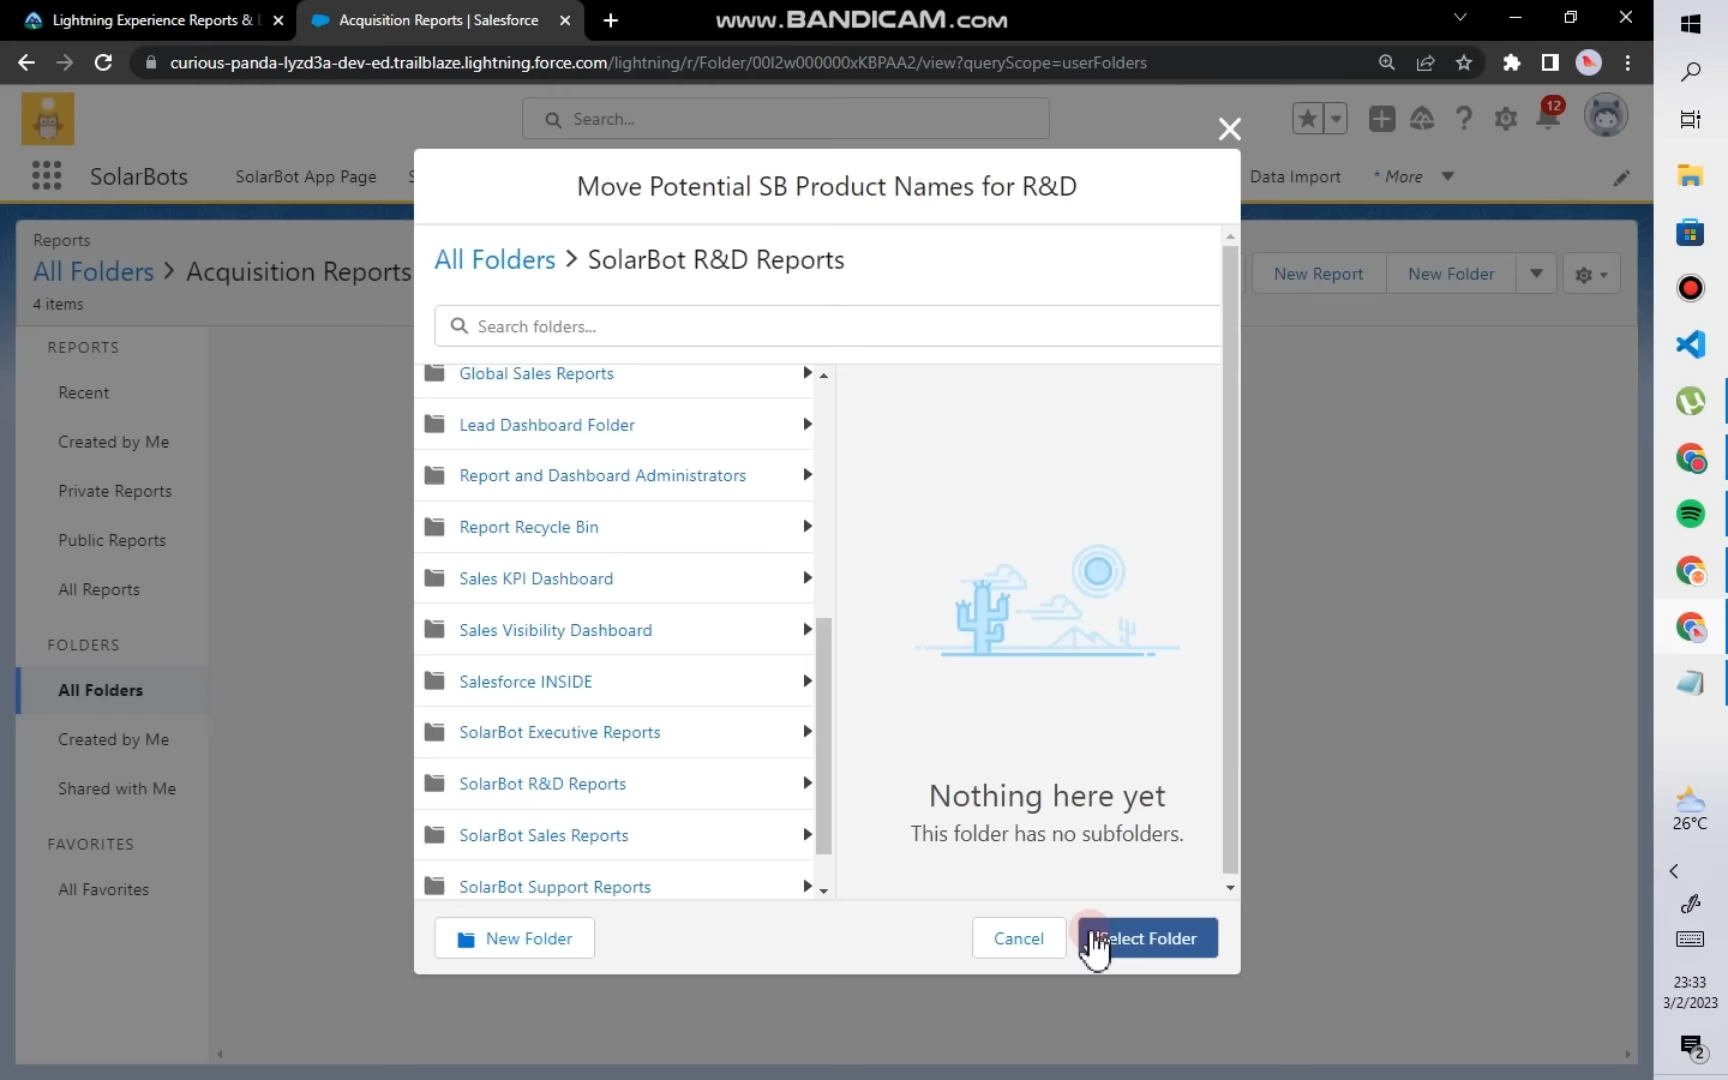 Lightning Experience Reports &
Acquisition Reports | Salesforce
www.BANDICAM.com
curious-panda-lyzd3a-dev-ed.trailblaze.lightning.force.com/lightning/r/Folder/00l2w000000xKBPAA2/view?queryScope=userFolders
Search...
12
SolarBots
SolarBot App Page
Data Import
* More
Move Potential SB Product Names for R&D
Reports
All Folders > Acquisition Reports
4 items
New Report
New Folder
All Folders > SolarBot R&D Reports
Search folders...
REPORTS
Recent
Created by Me
Private Reports
Public Reports
All Reports
FOLDERS
All Folders
Created by Me
Shared with Me
FAVORITES
All Favorites
Global Sales Reports
Lead Dashboard Folder
Report and Dashboard Administrators
Report Recycle Bin
Sales KPI Dashboard
Sales Visibility Dashboard
Salesforce INSIDE
SolarBot Executive Reports
SolarBot R&D Reports
SolarBot Sales Reports
SolarBot Support Reports
Nothing here yet
This folder has no subfolders.
New Folder
Cancel
Select Folder
26°C
23:33
3/2/2023
2